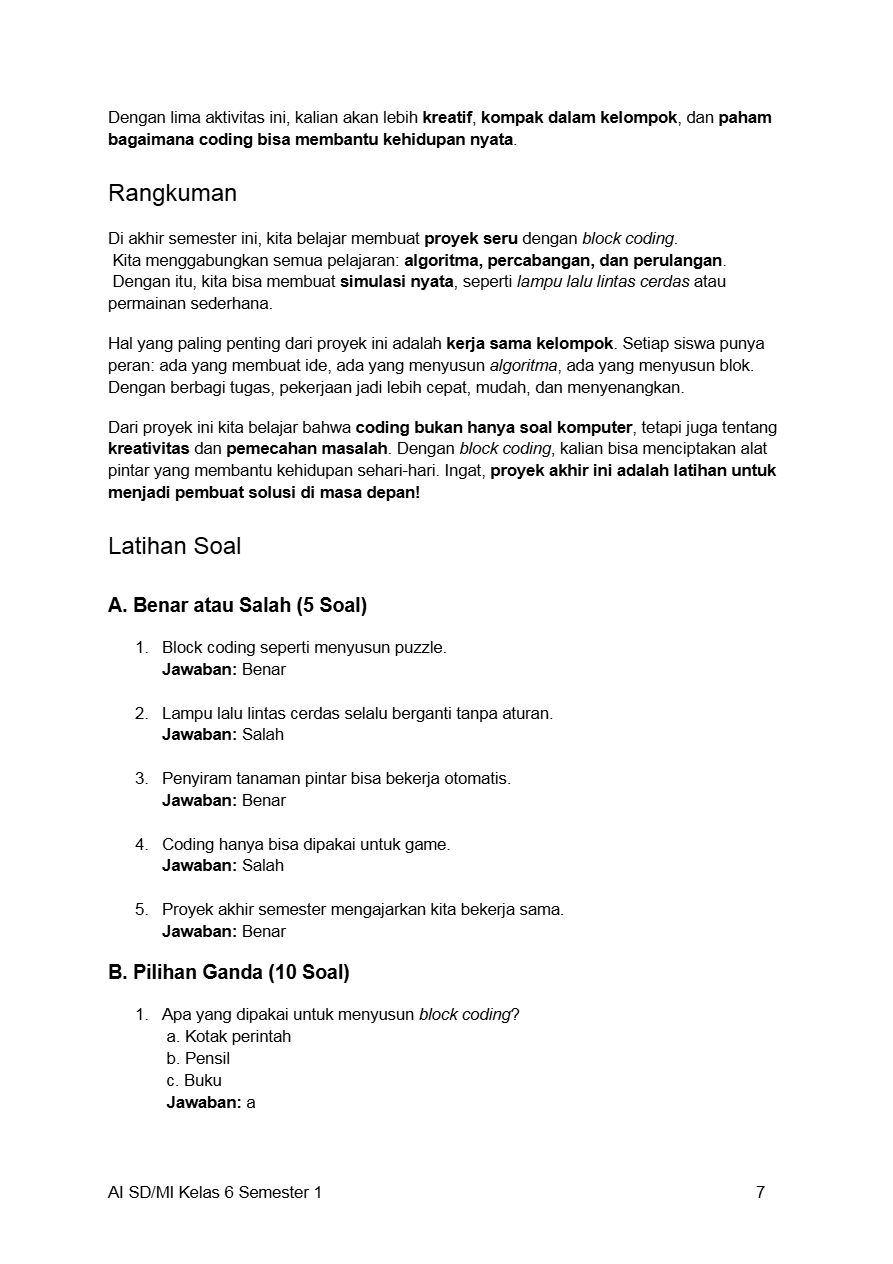 Dengan lima aktivitas ini, kalian akan lebih kreatif, kompak dalam kelompok, dan paham
bagaimana coding bisa membantu kehidupan nyata.
Rangkuman
Di akhir semester ini, kita belajar membuat proyek seru dengan block coding.
Kita menggabungkan semua pelajaran: algoritma, percabangan, dan perulangan.
Dengan itu, kita bisa membuat simulasi nyata, seperti lampu lalu lintas cerdas atau
permainan sederhana.
Hal yang paling penting dari proyek ini adalah kerja sama kelompok. Setiap siswa punya
peran: ada yang membuat ide, ada yang menyusun algoritma, ada yang menyusun blok.
Dengan berbagi tugas, pekerjaan jadi lebih cepat, mudah, dan menyenangkan.
Dari proyek ini kita belajar bahwa coding bukan hanya soal komputer, tetapi juga tentang
kreativitas dan pemecahan masalah. Dengan block coding, kalian bisa menciptakan alat
pintar yang membantu kehidupan sehari-hari. Ingat, proyek akhir ini adalah latihan untuk
menjadi pembuat solusi di masa depan!
Latihan Soal
A. Benar atau Salah (5 Soal)
1. Block coding seperti menyusun puzzle.
Jawaban: Benar
2. Lampu lalu lintas cerdas selalu berganti tanpa aturan.
Jawaban: Salah
3. Penyiram tanaman pintar bisa bekerja otomatis.
Jawaban: Benar
4. Coding hanya bisa dipakai untuk game.
Jawaban: Salah
5. Proyek akhir semester mengajarkan kita bekerja sama.
Jawaban: Benar
B. Pilihan Ganda (10 Soal)
1. Apa yang dipakai untuk menyusun block coding?
a. Kotak perintah
b. Pensil
c. Buku
Jawaban: a
AI SD/MI Kelas 6 Semester 1 7